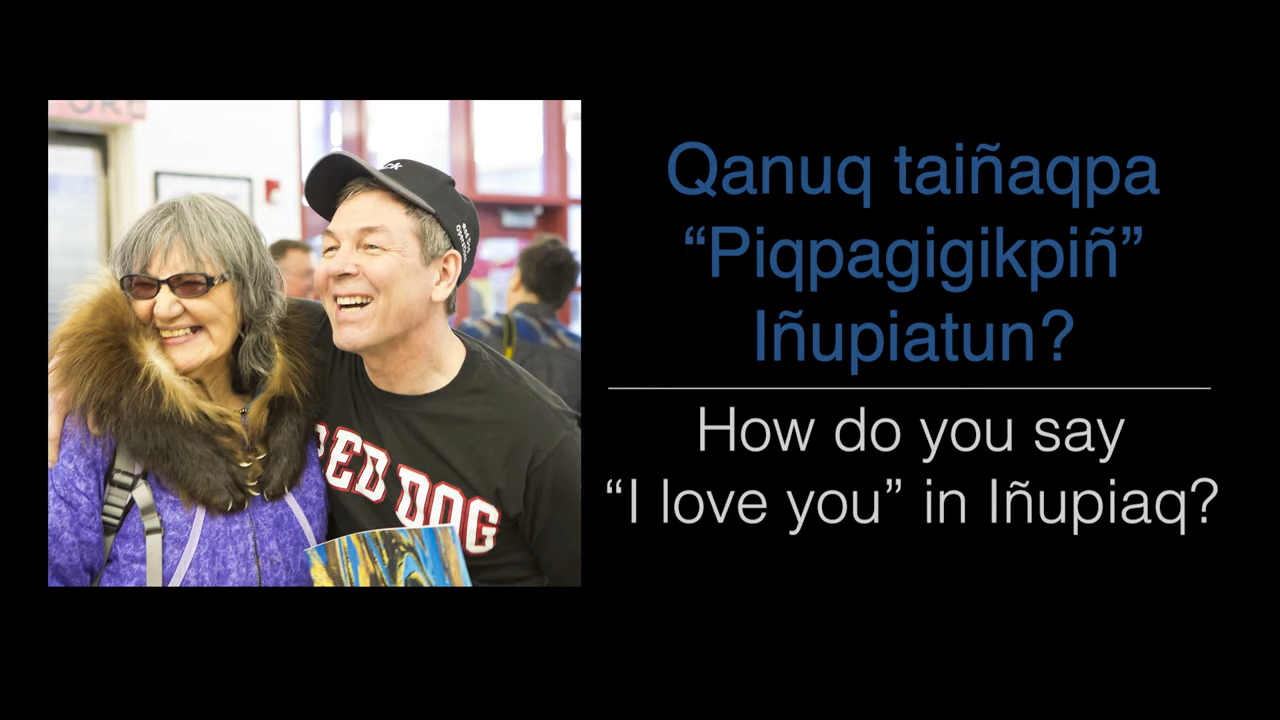 Qanuq taiñaqpa
“Piqpagigikpiñ”
Iñupiatun?
How do you say
“I love you” in Iñupiaq?
RED DOG